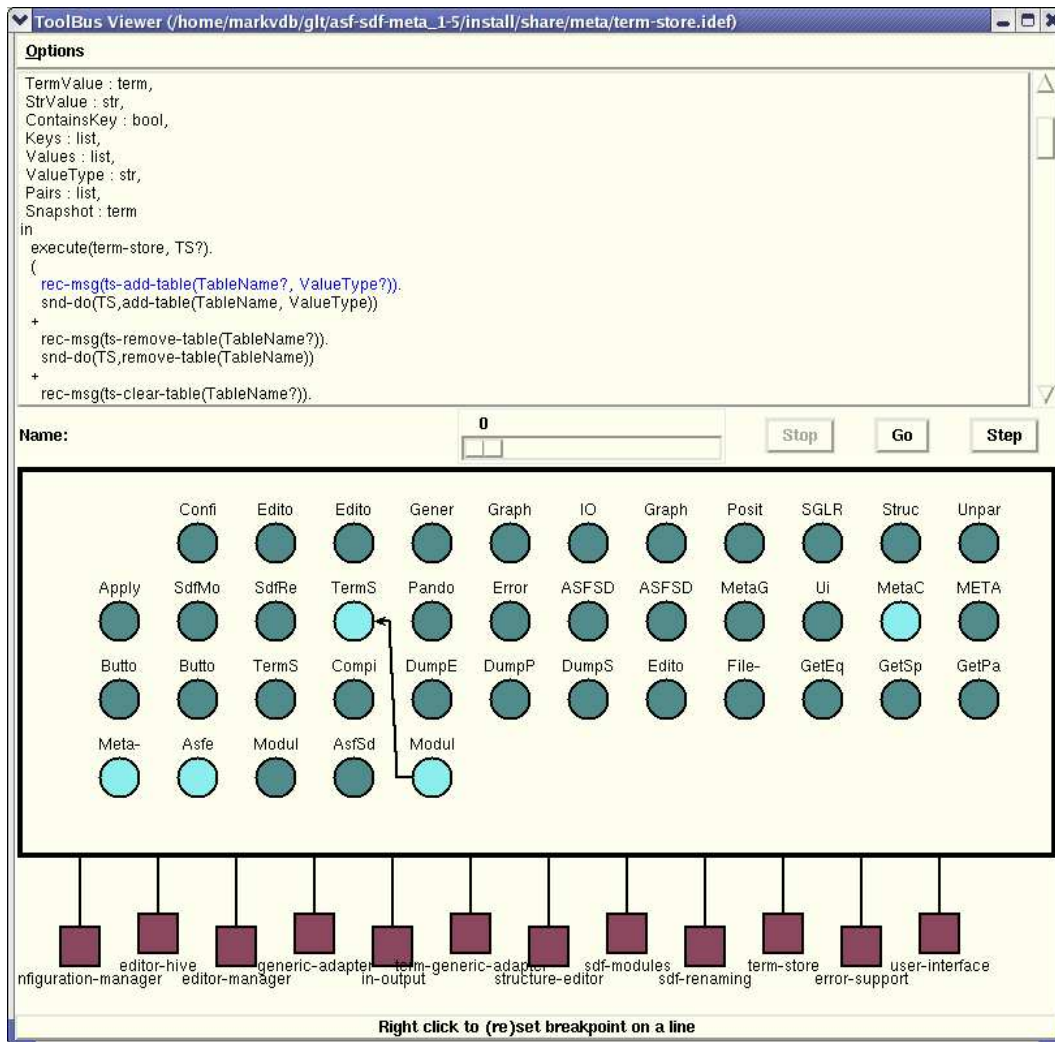 ToolBus Viewer (/home/markvdb/glt/asf-sdf-meta_1-5/install/share/meta/term-store.idef)
Options
TermValue : term,
StrValue : str,
ContainsKey : bool,
Keys : list,
Values : list,
ValueType : str,
Pairs : list,
Snapshot : term
in
execute(term-store, TS?).
(
rec-msg(ts-add-table(TableName?, ValueType?)).
snd-do(TS,add-table(TableName, ValueType))
+
rec-msg(ts-remove-table(TableName?)).
snd-do(TS,remove-table(TableName))
+
rec-msg(ts-clear-table(TableName?)).
Name: 0 Stop Go Step
Confi Edito Edito Gener Graph IO Graph Posit SGLR Struc Unpar
Apply SdfMo SdfRe TermS Pando Error ASFSD ASFSD MetaG Ui MetaC META
Butto Butto TermS Compi DumpE DumpP DumpS Edito File- GetEq GetSp GetPa
Meta- Asfe Modul AsfSd Modul
editor-hive generic-adapter term-generic-adapter sdf-modules term-store user-interface
nfiguration-manager editor-manager in-output structure-editor sdf-renaming error-support
Right click to (re)set breakpoint on a line